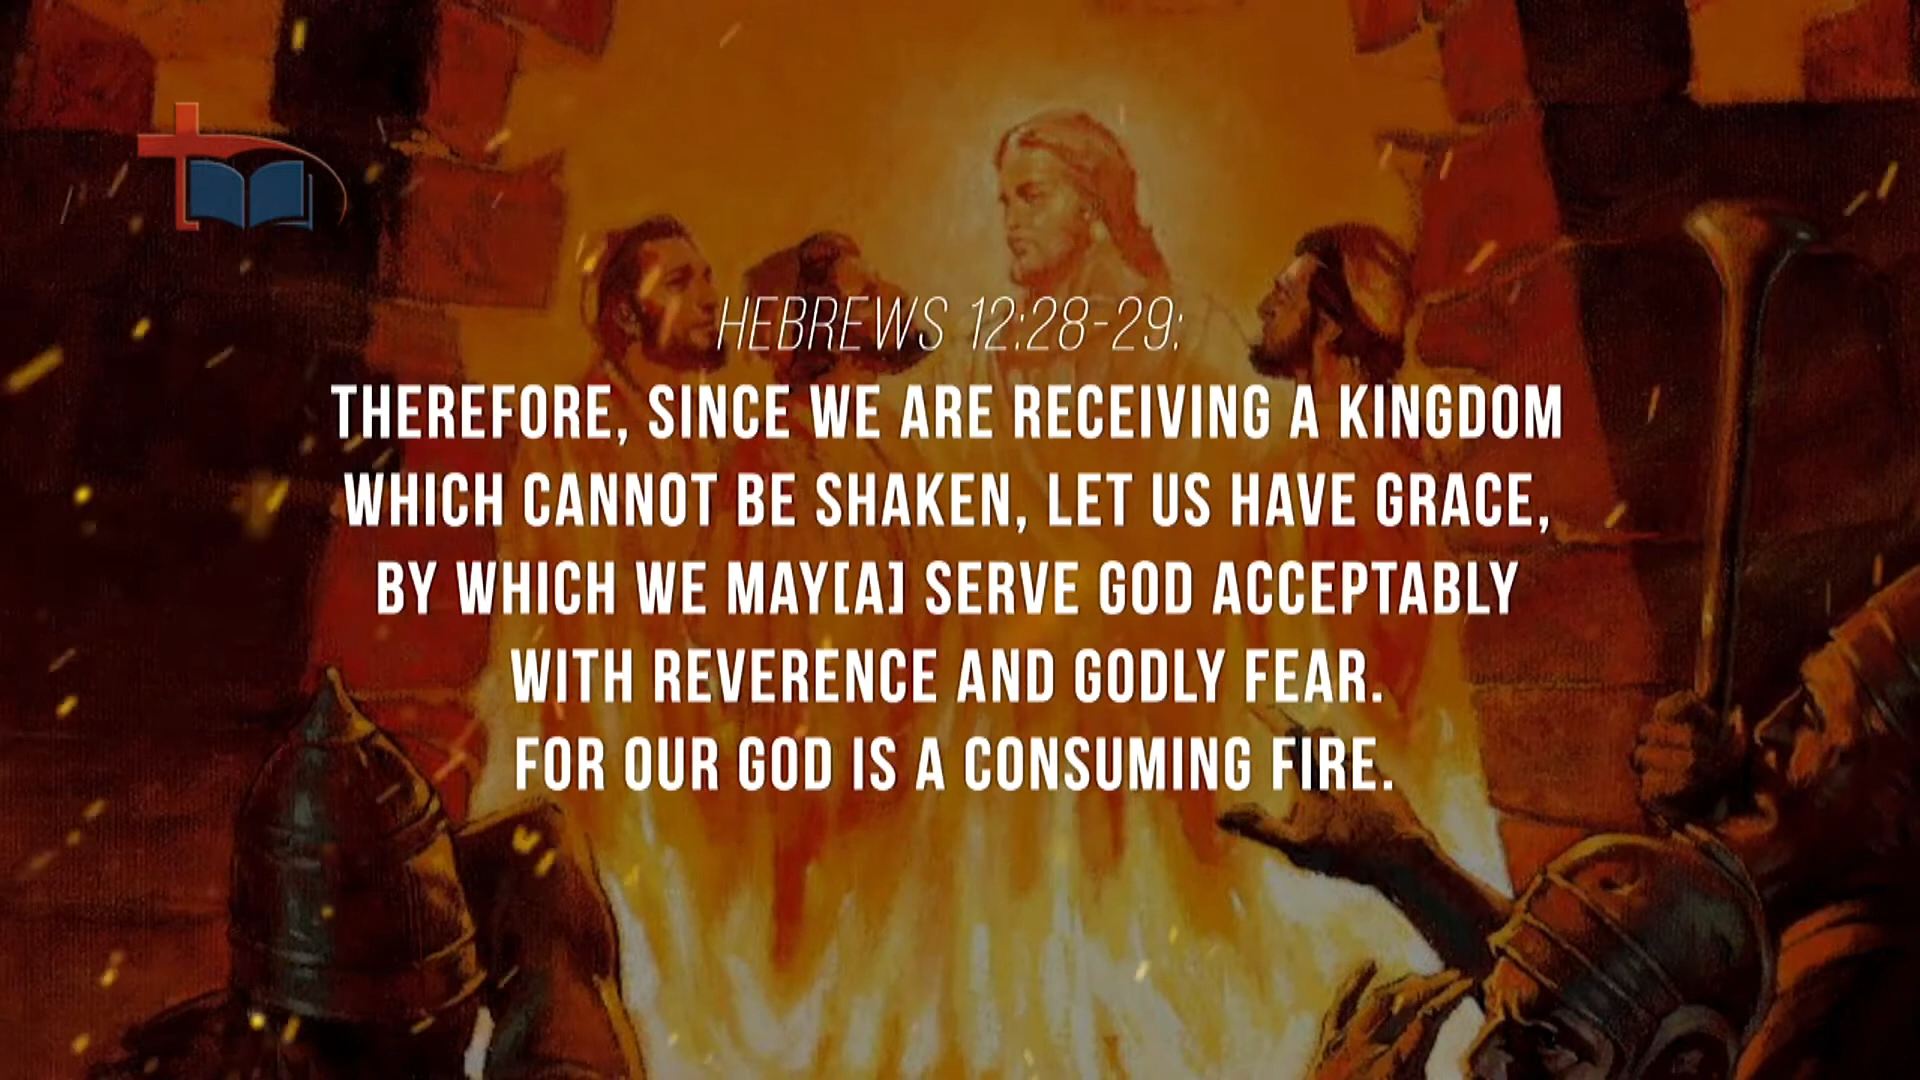 HEBREWS 12:28-29:
THEREFORE, SINCE WE ARE RECEIVING A KINGDOM
WHICH CANNOT BE SHAKEN, LET US HAVE GRACE,
BY WHICH WE MAY[A] SERVE GOD ACCEPTABLY
WITH REVERENCE AND GODLY FEAR.
FOR OUR GOD IS A CONSUMING FIRE.